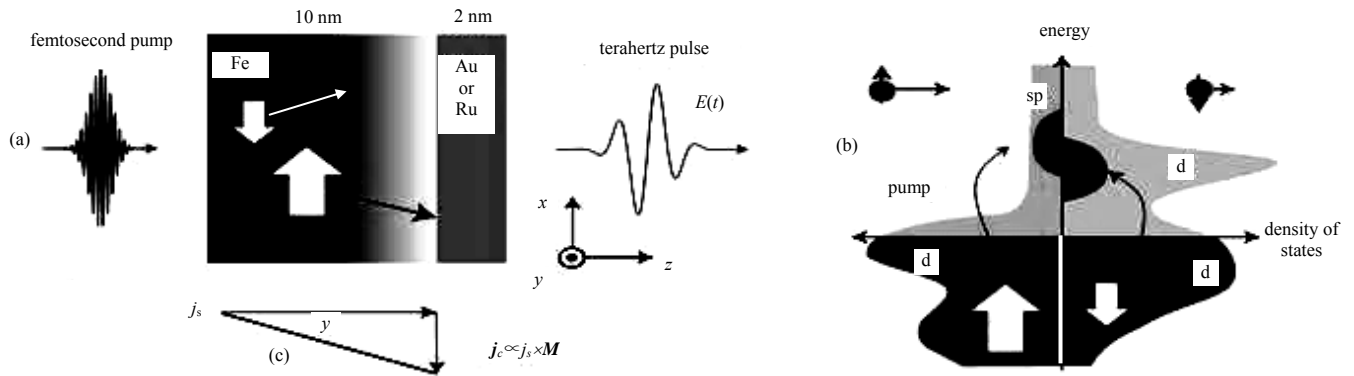 10 nm
2 nm
femtosecond pump
Fe
Au
or
Ru
terahertz pulse
E(t)
(a)
x
y
z
j_s
y
(c)
j_c∝j_s×M
energy
sp
(b)
d
pump
density of
states
d
d